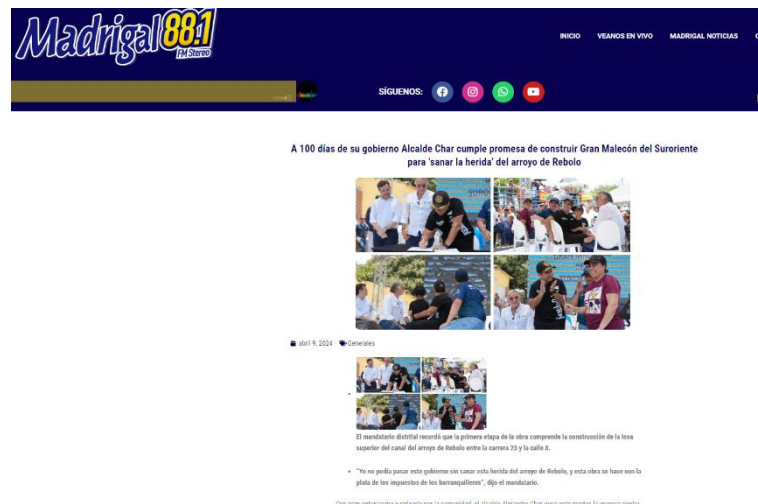 Madrigal 88.1
FM Stereo
INICIO VEANOS EN VIVO MADRIGAL NOTICIAS
SÍGUENOS:
A 100 días de su gobierno Alcalde Char cumple promesa de construir Gran Malecón del Suroriente
para 'sanar la herida' del arroyo de Rebolo
abril 9, 2024 Generales
El mandatario distrital recordó que la primera etapa de la obra comprende la construcción de la losa
superior del canal del arroyo de Rebolo entre la carrera 25 y la calle 8.
"Yo no podía pasar este gobierno sin sanar esta herida del arroyo de Rebolo, y esta obra se hace con la
plata de los impuestos de los barranquilleros", dijo el mandatario.